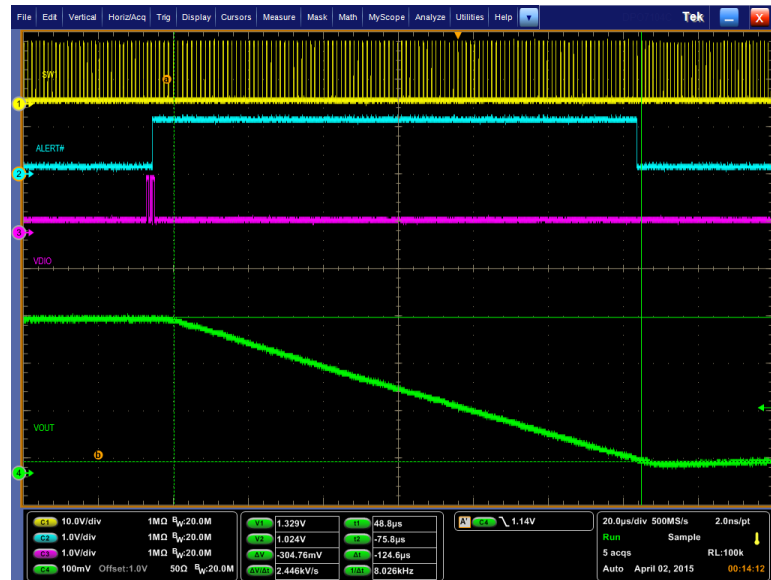 File Edit Vertical Horiz/Acq Trig Display Cursors Measure Mask Math MyScope Analyze Utilities Help Tek X
SW
a
1
ALERT#
2
3
VDIO
VOUT
b
4
C1 10.0V/div 1MΩ BW:20.0M
C2 1.0V/div 1MΩ BW:20.0M
C3 1.0V/div 1MΩ BW:20.0M
C4 100mV Offset:1.0V 50Ω BW:20.0M
V1 1.329V t1 48.8µs
V2 1.024V t2 -75.8µs
ΔV -304.76mV Δt -124.6µs
ΔV/Δt 2.446kV/s 1/Δt 8.026kHz
A' C4 1.14V
20.0µs/div 500MS/s 2.0ns/pt
Run Sample
5 acqs RL:100k
Auto April 02, 2015 00:14:12